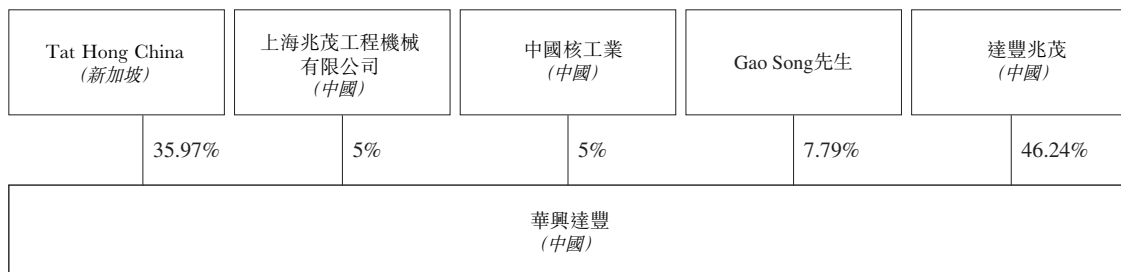 Tat Hong China
(新加坡)
上海兆茂工程機械
有限公司
(中國)
中國核工業
(中國)
Gao Song先生
達豐兆茂
(中國)
35.97%
5%
5%
7.79%
46.24%
華興達豐
(中國)